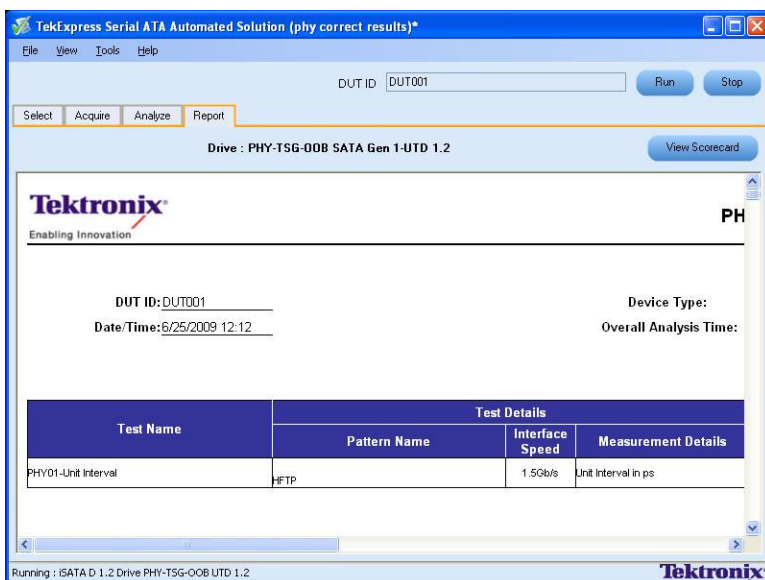 TekExpress Serial ATA Automated Solution (phy correct results)*
File View Tools Help
DUT ID DUT001 Run Stop
Select Acquire Analyze Report
Drive : PHY-TSG-OOB SATA Gen 1-UTD 1.2 View Scorecard
Tektronix
Enabling Innovation
PH
DUT ID: DUT001 Device Type:
Date/Time: 6/25/2009 12:12 Overall Analysis Time:
Test Details
Test Name Pattern Name Interface Speed Measurement Details
PHY01-Unit Interval HFTP 1.5Gb/s Unit Interval in ps
Running : iSATA D 1.2 Drive PHY-TSG-OOB UTD 1.2 Tektronix